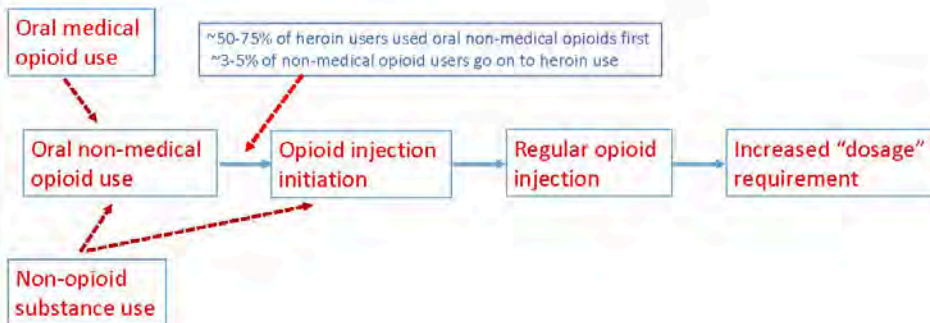 Oral medical
opioid use
~50-75% of heroin users used oral non-medical opioids first
~3-5% of non-medical opioid users go on to heroin use
Oral non-medical
opioid use
Opioid injection
initiation
Regular opioid
injection
Increased “dosage”
requirement
Non-opioid
substance use